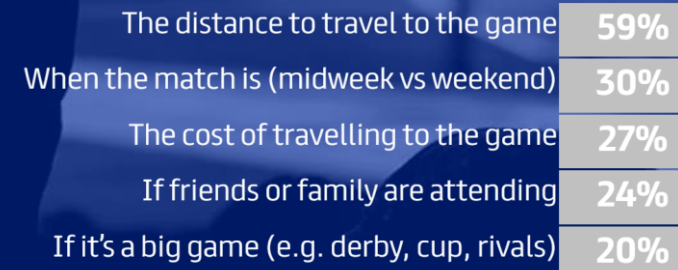 The distance to travel to the game 59%
When the match is (midweek vs weekend) 30%
The cost of travelling to the game 27%
If friends or family are attending 24%
If it's a big game (e.g. derby, cup, rivals) 20%